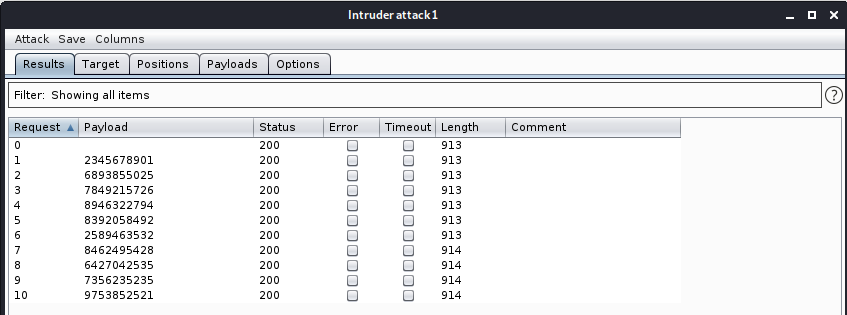 Intruder attack1
Attack Save Columns
Results Target Positions Payloads Options
Filter: Showing all items ?
Request Payload Status Error Timeout Length Comment
0 200 913
1 2345678901 200 913
2 6893855025 200 913
3 7849215726 200 913
4 8946322794 200 913
5 8392058492 200 913
6 2589463532 200 913
7 8462495428 200 914
8 6427042535 200 914
9 7356235235 200 914
10 9753852521 200 914